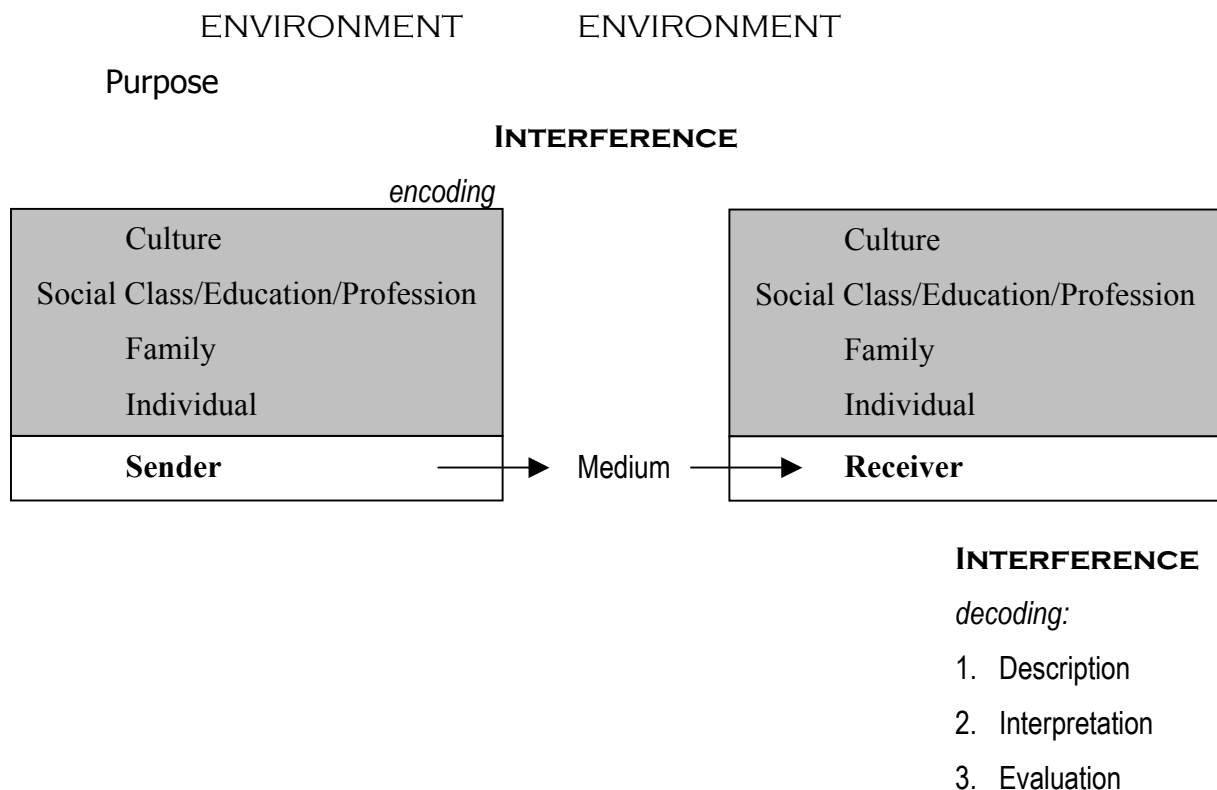 ENVIRONMENT ENVIRONMENT
Purpose
INTERFERENCE
encoding
Culture
Social Class/Education/Profession
Family
Individual
Sender
Medium
Culture
Social Class/Education/Profession
Family
Individual
Receiver
INTERFERENCE
decoding:
1. Description
2. Interpretation
3. Evaluation